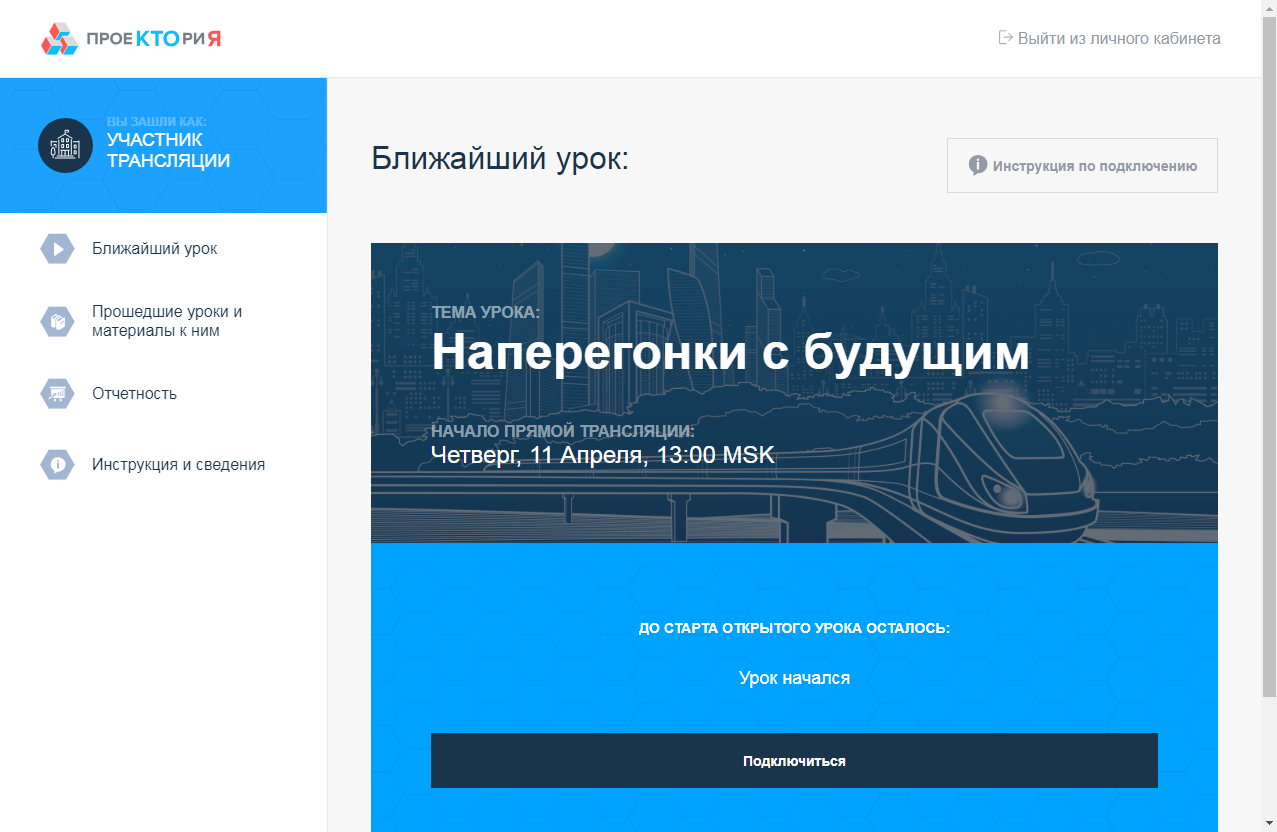 ПРОЕКТОРИЯ
Выйти из личного кабинета
ВЫ ЗАШЛИ КАК:
УЧАСТНИК
ТРАНСЛЯЦИИ
Ближайший урок
Прошедшие уроки и
материалы к ним
Отчетность
Инструкция и сведения
Ближайший урок:
Инструкция по подключению
ТЕМА УРОКА:
Наперегонки с будущим
НАЧАЛО ПРЯМОЙ ТРАНСЛЯЦИИ:
Четверг, 11 Апреля, 13:00 MSK
ДО СТАРТА ОТКРЫТОГО УРОКА ОСТАЛОСЬ:
Урок начался
Подключиться